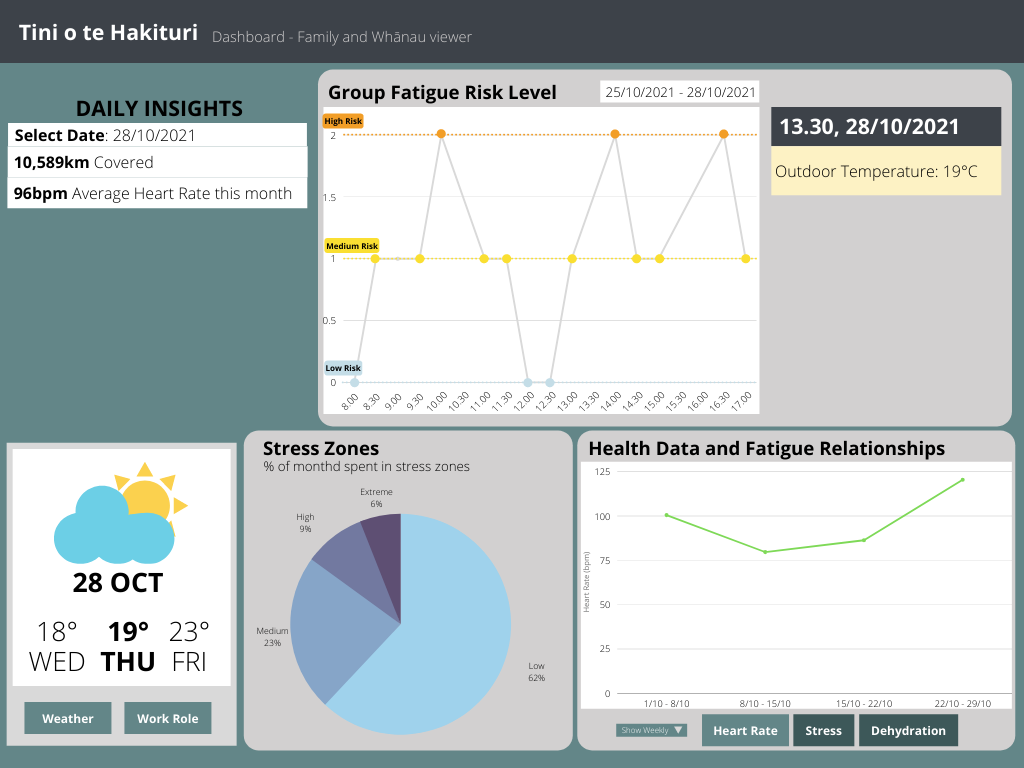 Tini o te Hakituri Dashboard - Family and Whānau viewer
DAILY INSIGHTS
Select Date: 28/10/2021
10,589km Covered
96bpm Average Heart Rate this month
Group Fatigue Risk Level
25/10/2021 - 28/10/2021
High Risk
2
1.5
Medium Risk
1
0.5
Low Risk
0
8.00 8.30 9.00 9.30 10.00 10.30 11.00 11.30 12.00 12.30 13.00 13.30 14.00 14.30 15.00 15.30 16.00 16.30 17.00
13.30, 28/10/2021
Outdoor Temperature: 19°C
28 OCT
18° 19° 23°
WED THU FRI
Weather Work Role
Stress Zones
% of monthd spent in stress zones
Extreme
6%
High
9%
Medium
23%
Low
62%
Health Data and Fatigue Relationships
125
100
75
50
25
0
Heart Rate (bpm)
1/10 - 8/10 8/10 - 15/10 15/10 - 22/10 22/10 - 29/10
Show Weekly ▼ Heart Rate Stress Dehydration